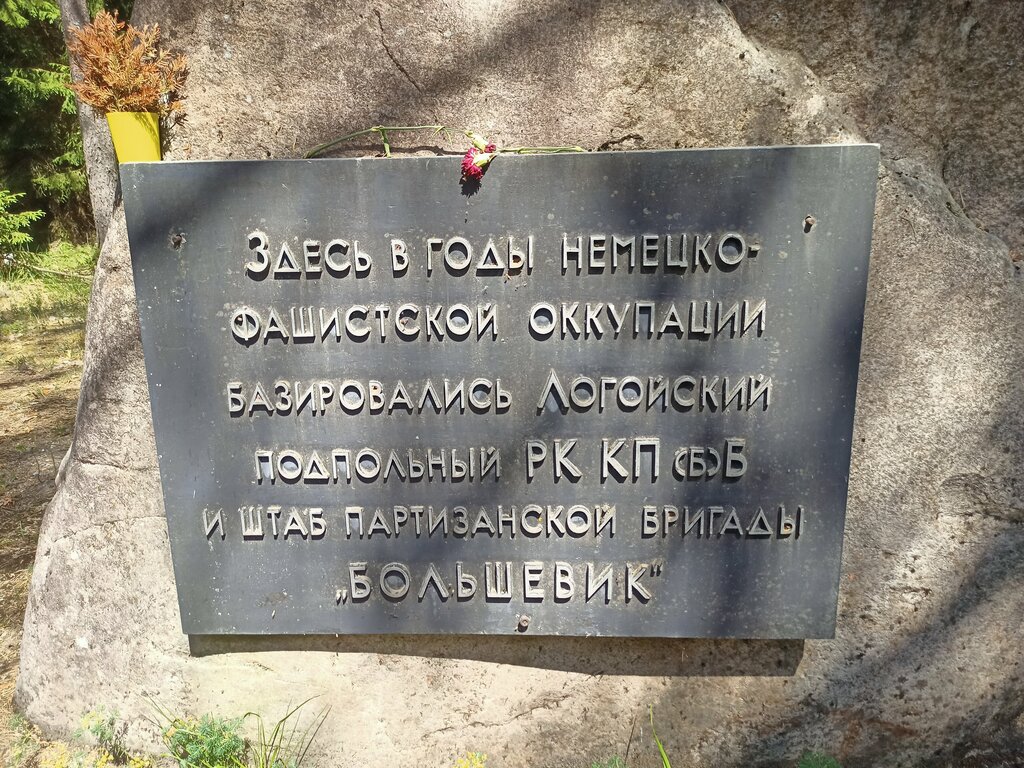 Здесь в годы немецко-
фашистской оккупации
базировались Логойский
подпольный РК КП(б)Б
и штаб партизанской бригады
„Большевик"